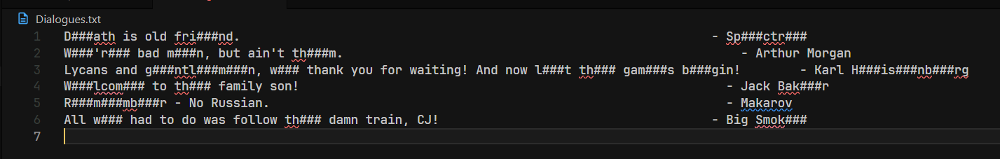 Dialogues.txt
1 D###ath is old fri###nd. - Sp###ctr###
2 W###'r### bad m###n, but ain't th###m. - Arthur Morgan
3 Lycans and g###ntl###m###n, w### thank you for waiting! And now l###t th### gam###s b###gin! - Karl H###is###nb###rg
4 W###lcom### to th### family son! - Jack Bak###r
5 R###m###mb###r - No Russian. - Makarov
6 All w### had to do was follow th### damn train, CJ! - Big Smok###
7